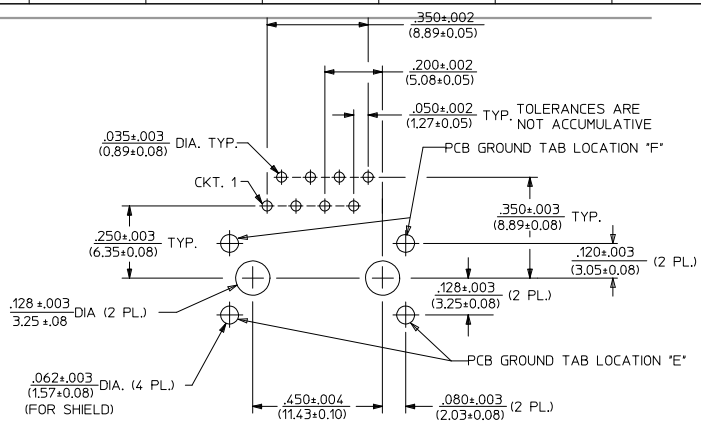 .350±.002
(8.89±0.05)
.200±.002
(5.08±0.05)
.050±.002 TYP. TOLERANCES ARE
(1.27±0.05) NOT ACCUMULATIVE
.035±.003 DIA. TYP.
(0.89±0.08)
PCB GROUND TAB LOCATION "F"
CKT. 1
.350±.003 TYP.
(8.89±0.08)
.250±.003 TYP.
(6.35±0.08)
.120±.003 (2 PL.)
(3.05±0.08)
.128±.003 (2 PL.)
(3.25±0.08)
.128 ±.003 DIA (2 PL.)
3.25 ±.08
PCB GROUND TAB LOCATION "E"
.062±.003 DIA. (4 PL.)
(1.57±0.08)
(FOR SHIELD)
.450±.004
(11.43±0.10)
.080±.003 (2 PL.)
(2.03±0.08)